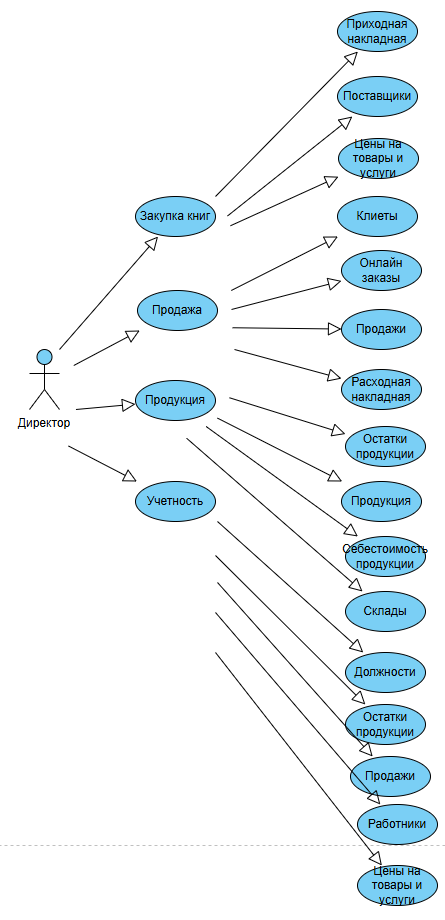 Приходная
накладная
Поставщики
Цены на
товары и
услуги
Закупка книг
Клиеты
Онлайн
заказы
Продажа
Продажи
Расходная
накладная
Директор
Продукция
Остатки
продукции
Учетность
Продукция
Себестоимость
продукции
Склады
Должности
Остатки
продукции
Продажи
Работники
Цены на
товары и
услуги